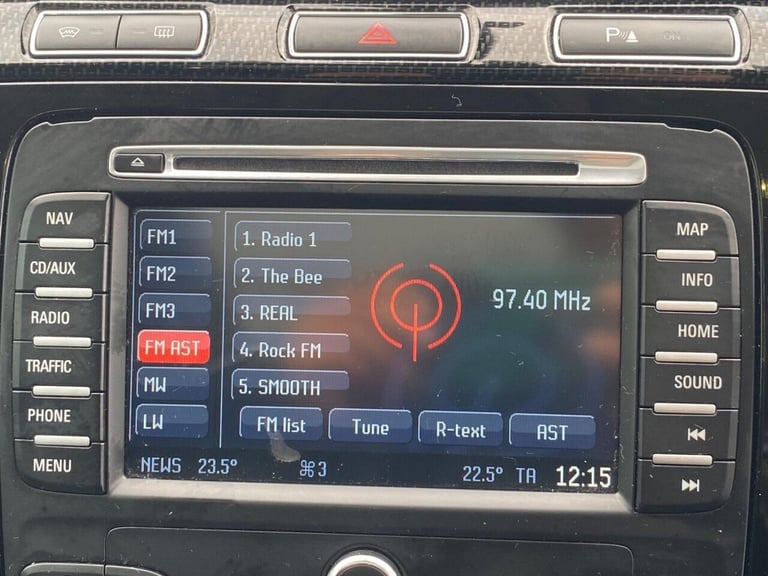 P ON
NAV
CD/AUX
RADIO
TRAFFIC
PHONE
MENU
FM1
FM2
FM3
FM AST
MW
LW
1. Radio 1
2. The Bee
3. REAL
4. Rock FM
5. SMOOTH
97.40 MHz
FM list Tune R-text AST
NEWS 23.5° ⌘3 22.5° TA 12:15
MAP
INFO
HOME
SOUND